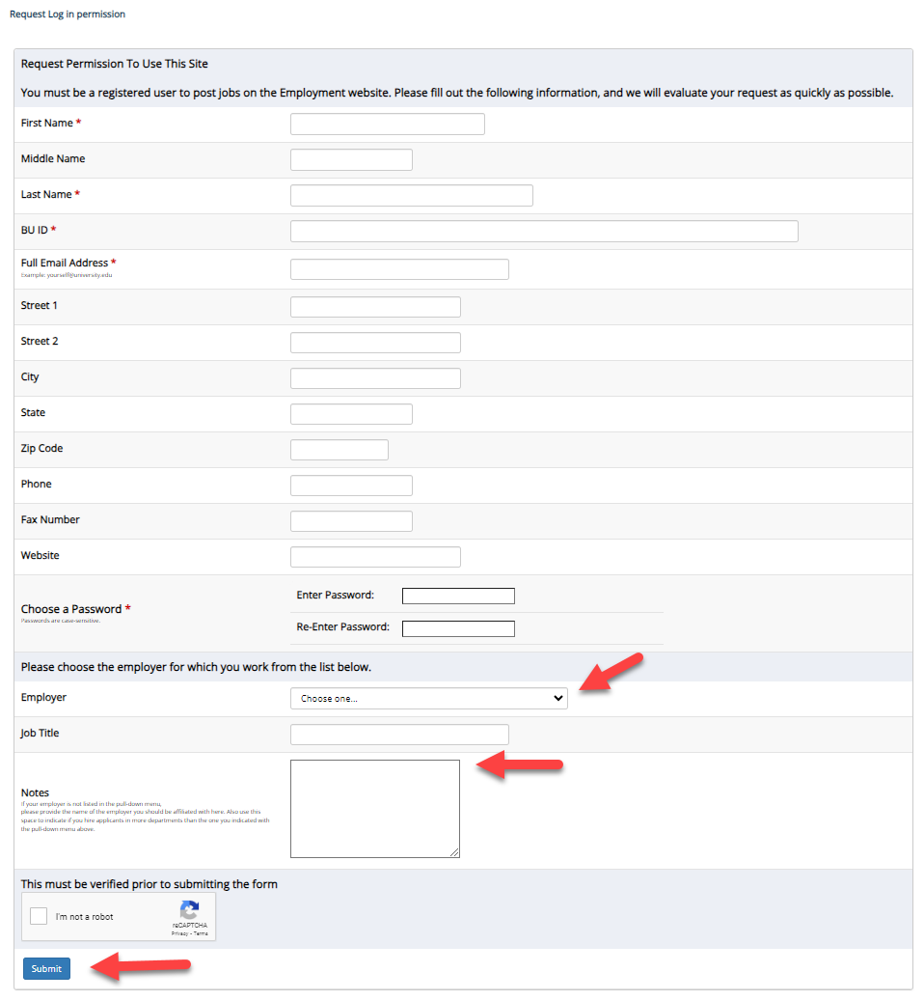 Request Log in permission
Request Permission To Use This Site
You must be a registered user to post jobs on the Employment website. Please fill out the following information, and we will evaluate your request as quickly as possible.
First Name *
Middle Name
Last Name *
BU ID *
Full Email Address *
Example: yourself@university.edu
Street 1
Street 2
City
State
Zip Code
Phone
Fax Number
Website
Choose a Password *
Passwords are case-sensitive.
Enter Password:
Re-Enter Password:
Please choose the employer for which you work from the list below.
Employer
Choose one...
Job Title
Notes
If your employer is not listed in the pull-down menu,
please provide the name of the employer you should be affiliated with here. Also use this
space to indicate if you hire applicants in more departments than the one you indicated with
the pull-down menu above.
This must be verified prior to submitting the form
I'm not a robot
reCAPTCHA
Privacy - Terms
Submit